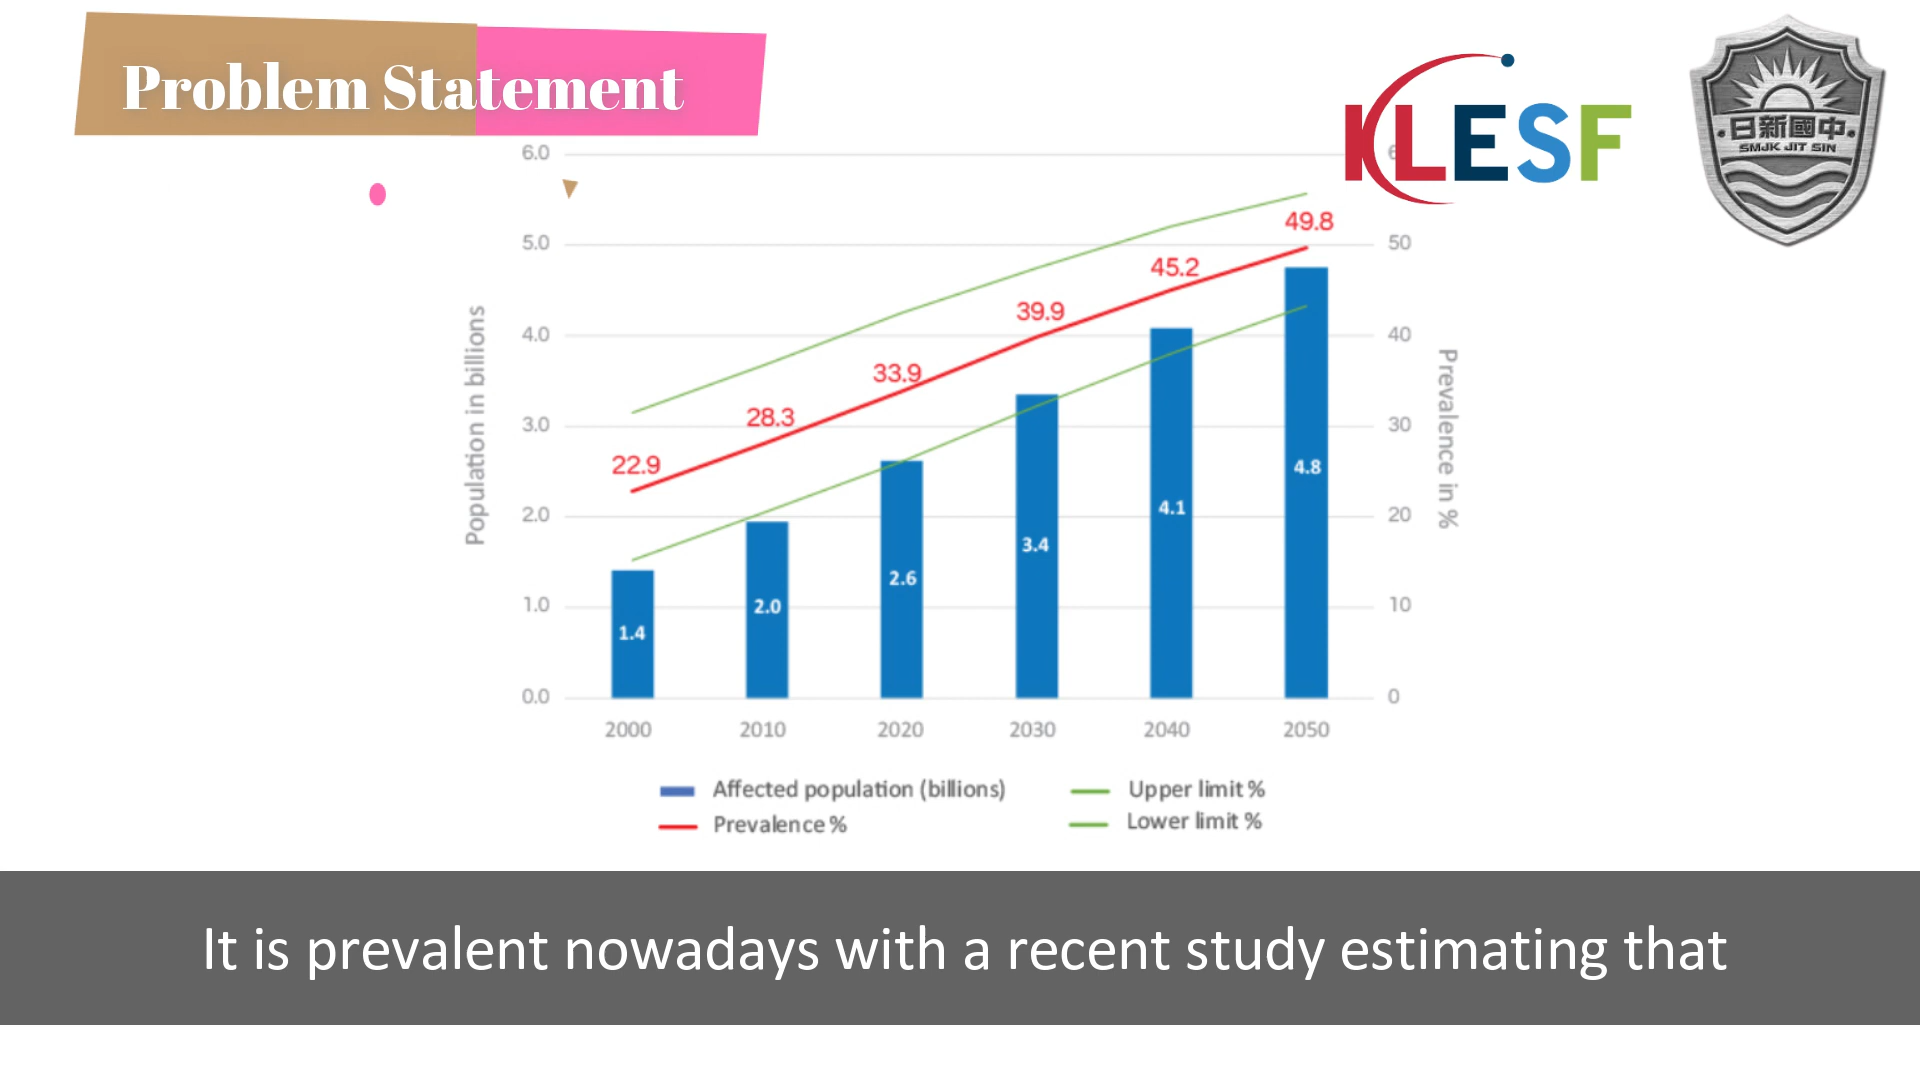 Problem Statement
KLESF
日新國中
SMJK JIT SIN
6.0
5.0
4.0
3.0
2.0
1.0
0.0
Population in billions
6
50
40
30
20
10
0
Prevalence in %
22.9
28.3
33.9
39.9
45.2
49.8
1.4
2.0
2.6
3.4
4.1
4.8
2000 2010 2020 2030 2040 2050
Affected population (billions)
Upper limit %
Prevalence %
Lower limit %
It is prevalent nowadays with a recent study estimating that